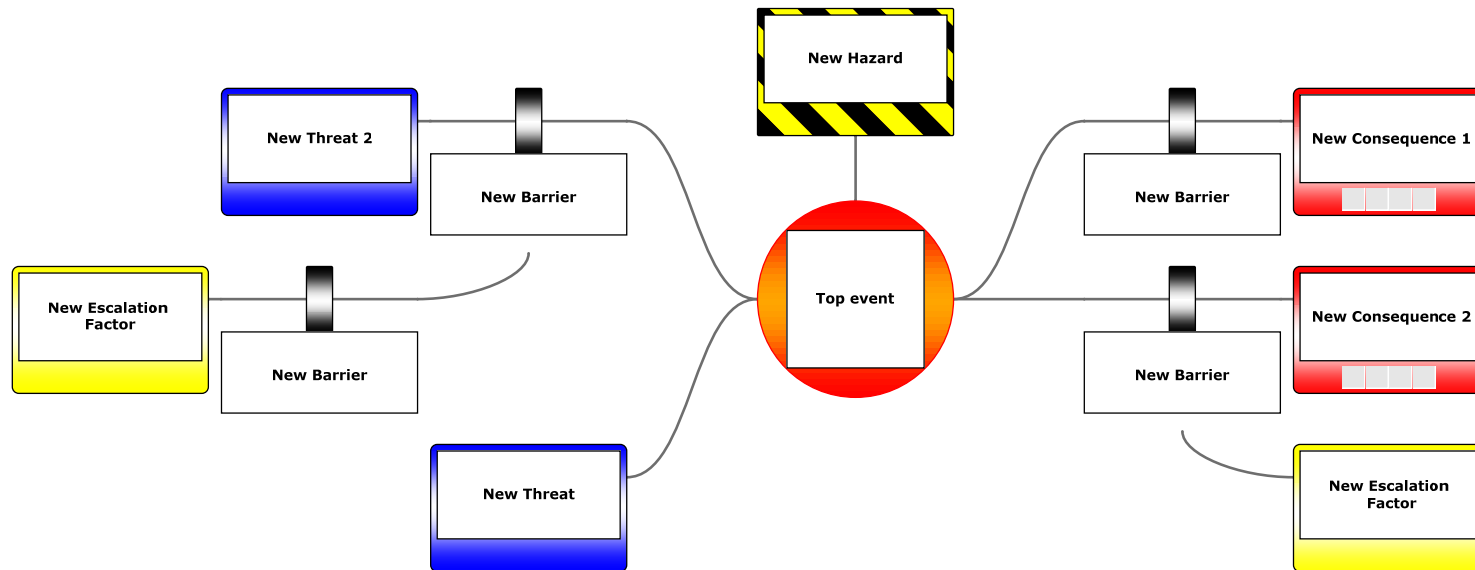 New Hazard
New Threat 2
New Consequence 1
New Barrier
New Barrier
Top event
New Escalation
Factor
New Consequence 2
New Barrier
New Barrier
New Threat
New Escalation
Factor